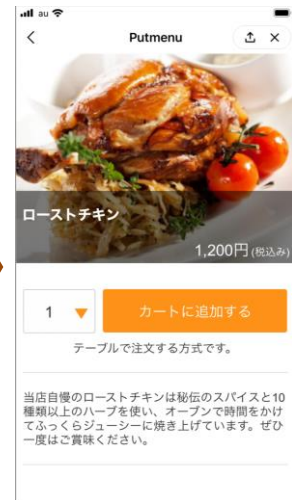 au
Putmenu
ローストチキン
1,200円(税込み)
1 カートに追加する
テーブルで注文する方式です。
当店自慢のローストチキンは秘伝のスパイスと10
種類以上のハーブを使い、オーブンで時間をかけ
てふっくらジューシーに焼き上げています。ぜひ
一度はご賞味ください。